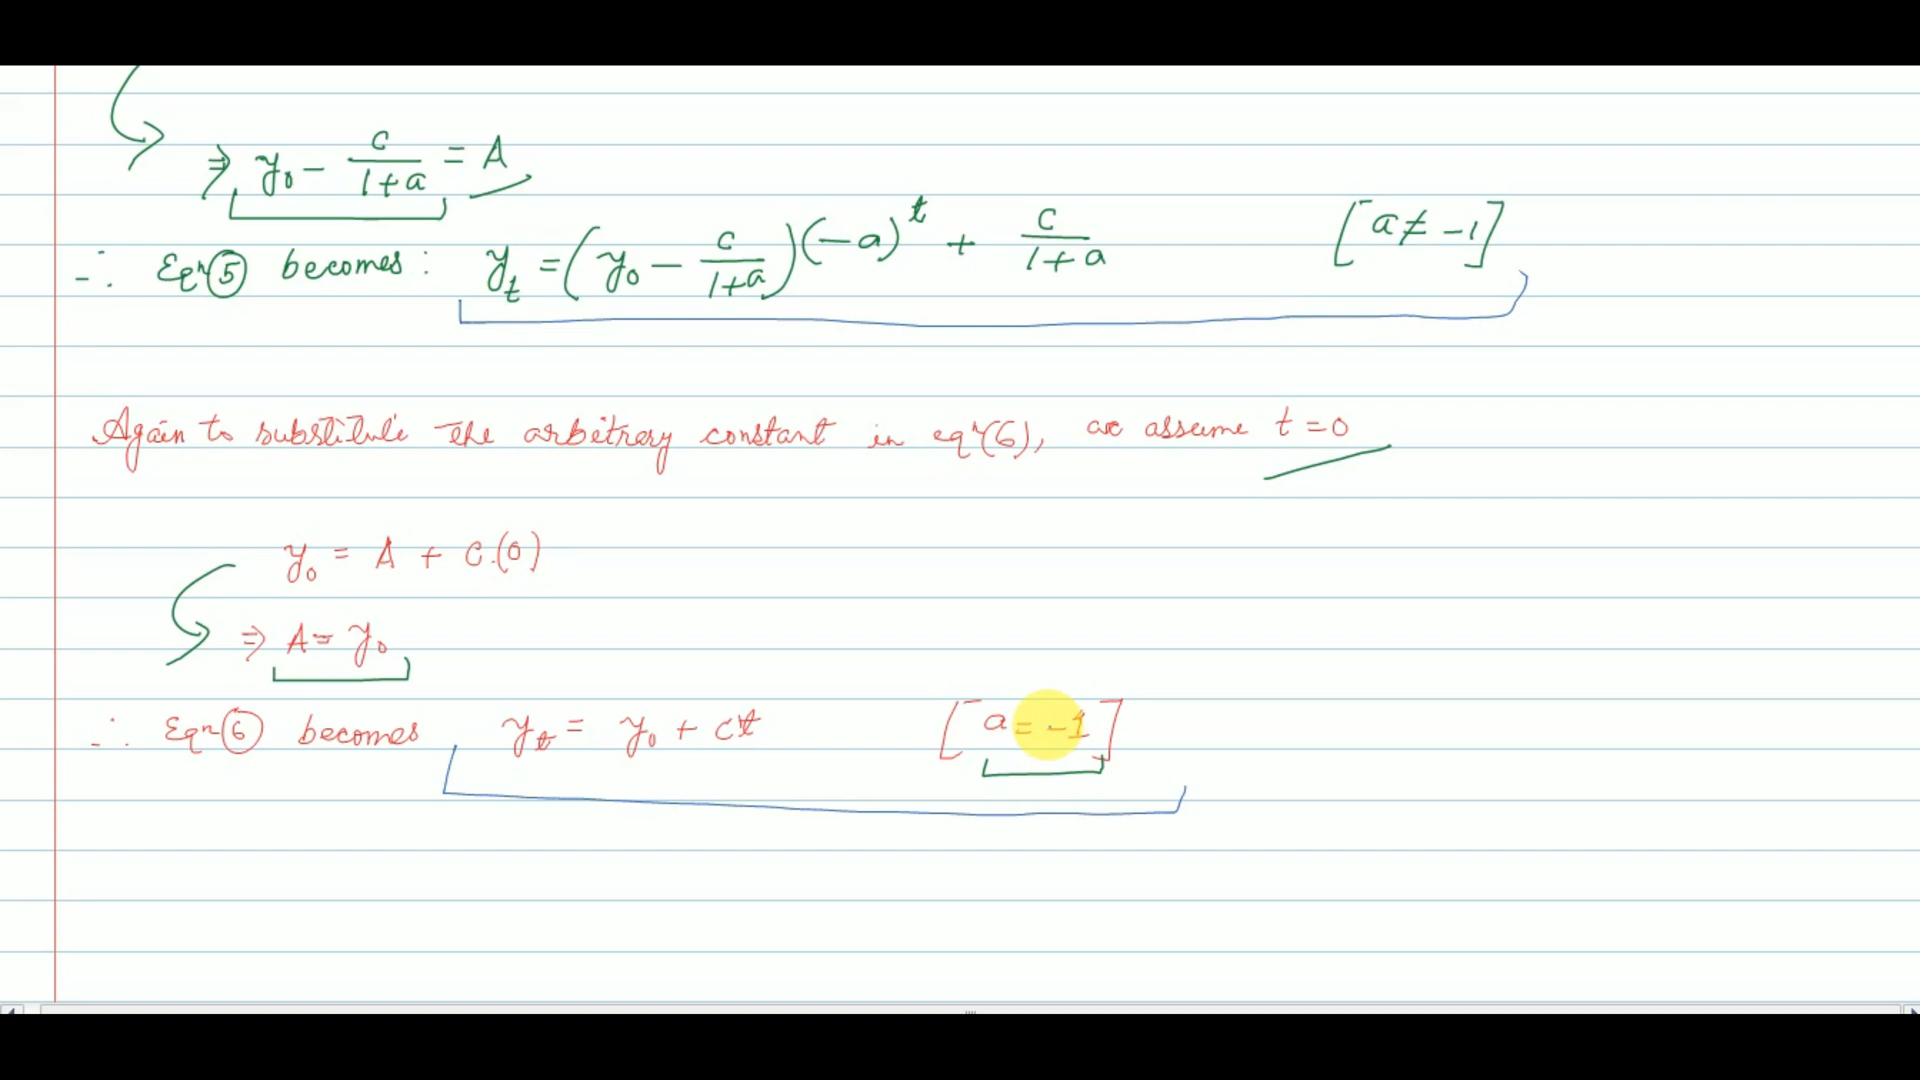 ⇒ y₀ − c/(1+a) = A
∴ Eqⁿ ⑤ becomes: yₜ = (y₀ − c/(1+a))(−a)ᵗ + c/(1+a) [a ≠ −1]
Again to substitute the arbitrary constant in eqⁿ(6), we assume t = 0
y₀ = A + C.(0)
⇒ A = y₀
∴ Eqⁿ ⑥ becomes yₜ = y₀ + ct [a = −1]